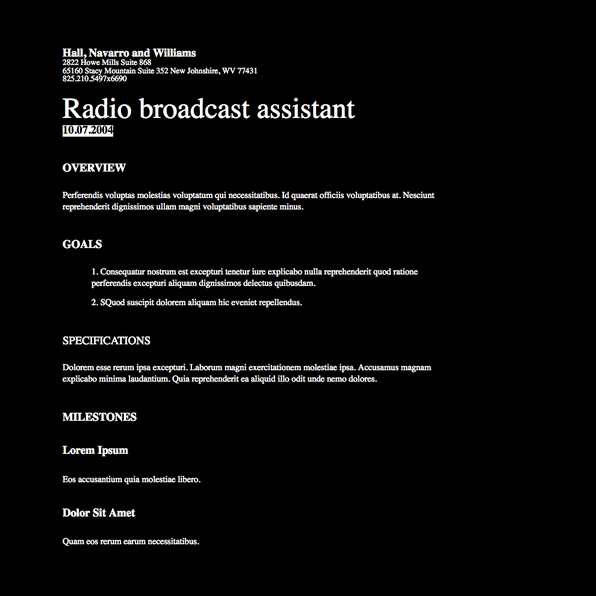 Hall, Navarro and Williams
2822 Howe Mills Suite 868
65160 Stacy Mountain Suite 352 New Johnshire, WV 77431
825.210.5497x6690
Radio broadcast assistant
10.07.2004
OVERVIEW
Perferendis voluptas molestias voluptatum qui necessitatibus. Id quaerat officiis voluptatibus at. Nesciunt
reprehenderit dignissimos ullam magni voluptatibus sapiente minus.
GOALS
1. Consequatur nostrum est excepturi tenetur iure explicabo nulla reprehenderit quod ratione
perferendis excepturi aliquam dignissimos delectus quibusdam.
2. SQuod suscipit dolorem aliquam hic eveniet repellendus.
SPECIFICATIONS
Dolorem esse rerum ipsa excepturi. Laborum magni exercitationem molestiae ipsa. Accusamus magnam
explicabo minima laudantium. Quia reprehenderit ea aliquid illo odit unde nemo dolores.
MILESTONES
Lorem Ipsum
Eos accusantium quia molestiae libero.
Dolor Sit Amet
Quam eos rerum earum necessitatibus.